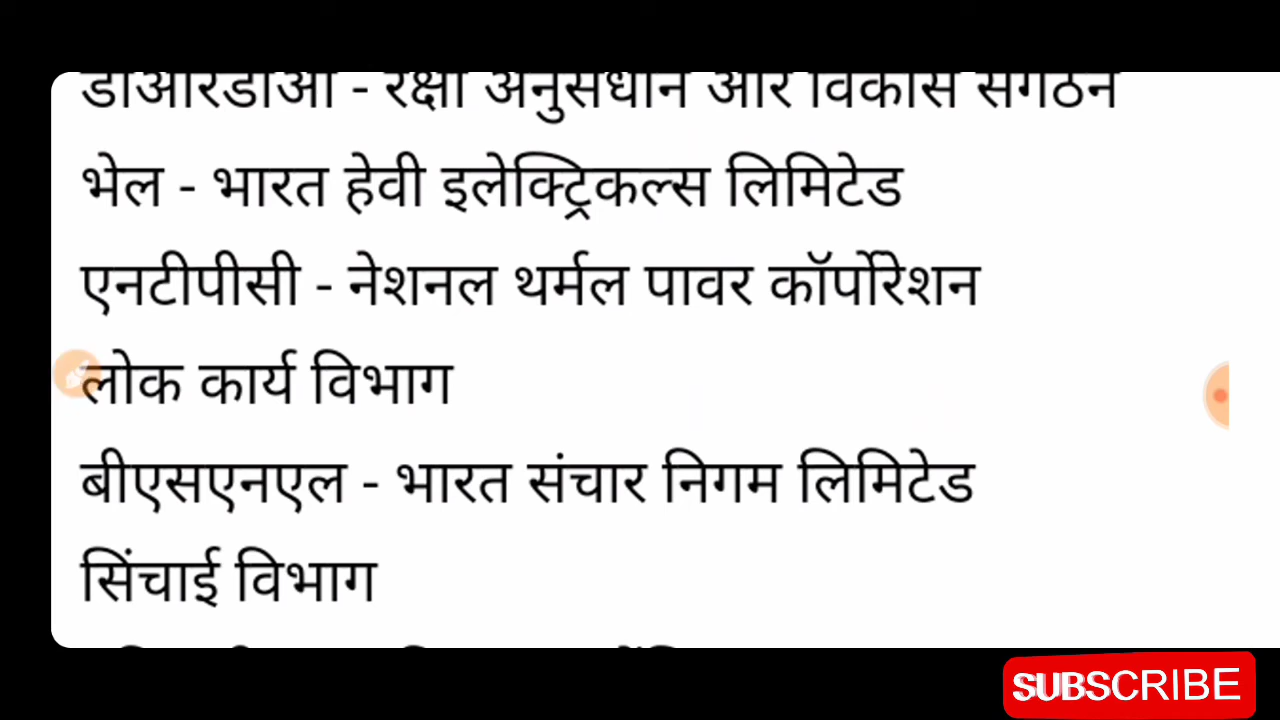 डीआरडीओ - रक्षा अनुसंधान और विकास संगठन
भेल - भारत हेवी इलेक्ट्रिकल्स लिमिटेड
एनटीपीसी - नेशनल थर्मल पावर कॉर्पोरेशन
लोक कार्य विभाग
बीएसएनएल - भारत संचार निगम लिमिटेड
सिंचाई विभाग
SUBSCRIBE